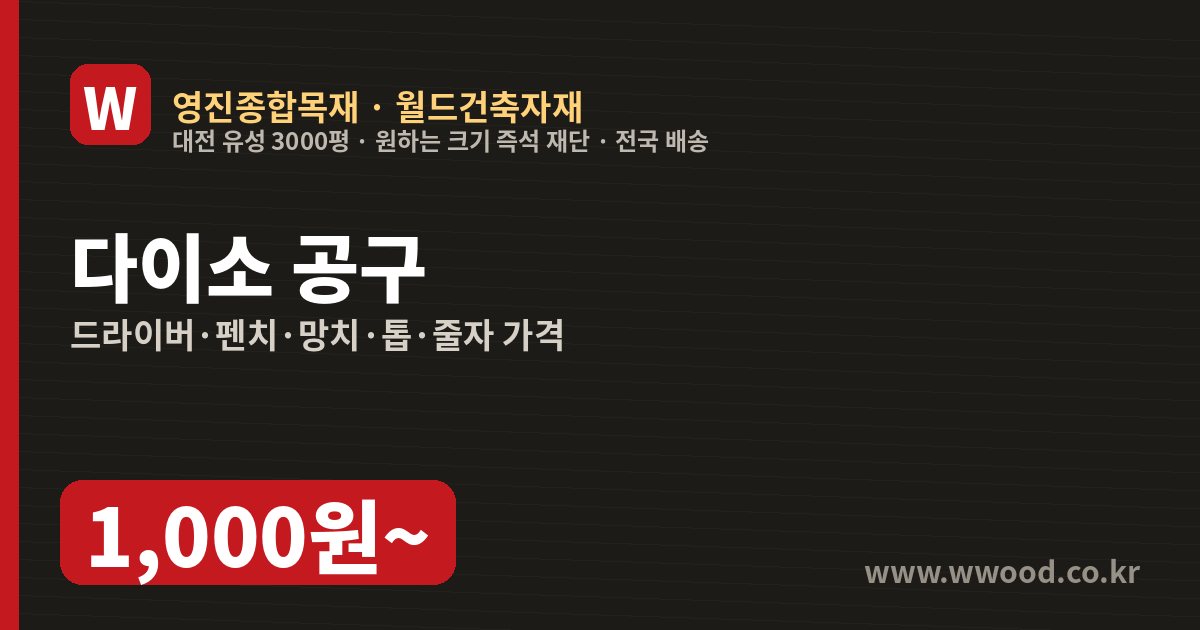 W
영진종합목재 · 월드건축자재
대전 유성 3000평 · 원하는 크기 즉석 재단 · 전국 배송
다이소 공구
드라이버·펜치·망치·톱·줄자 가격
1,000원~
www.wwood.co.kr